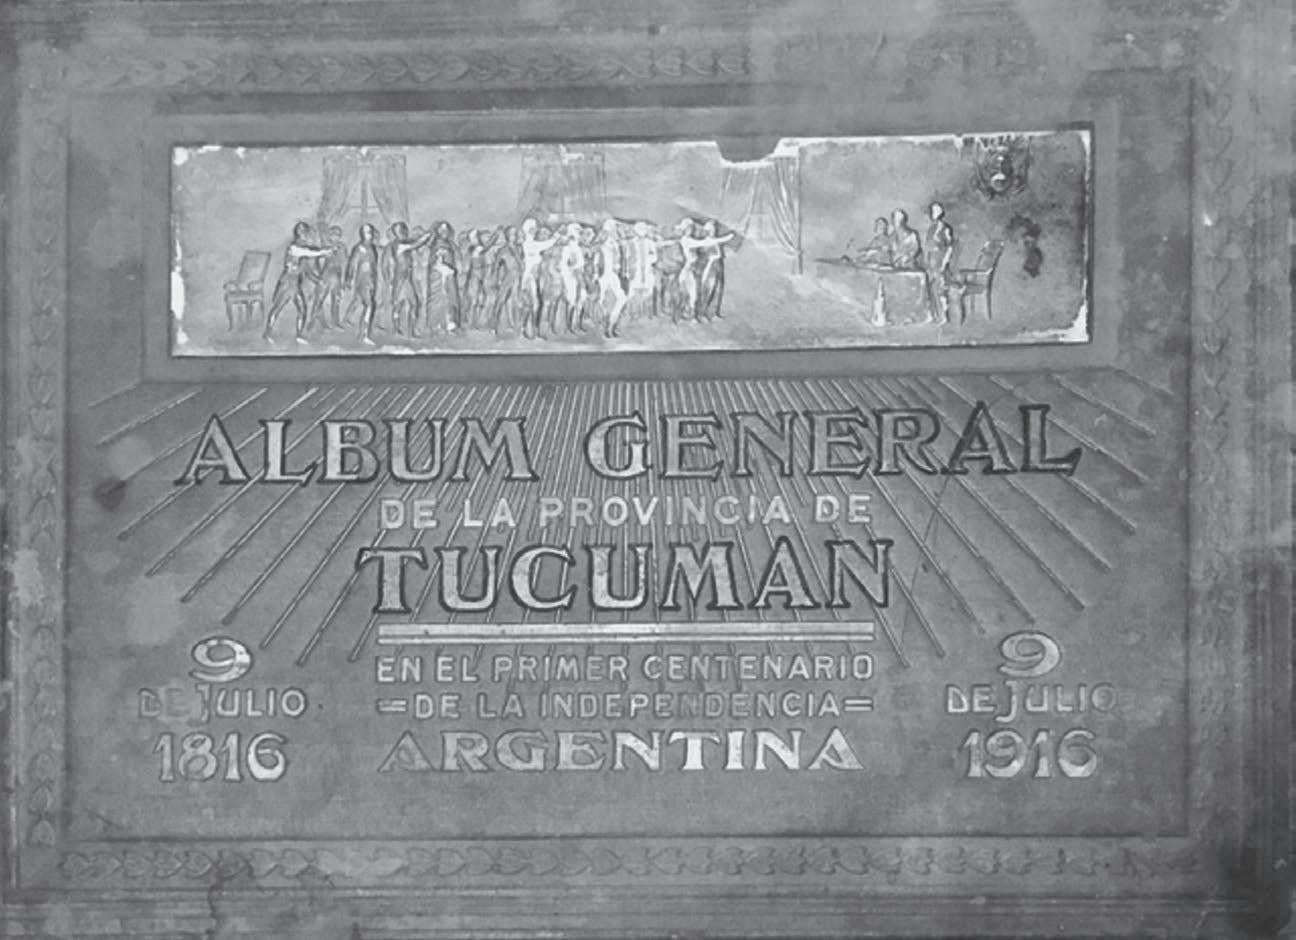 ALBUM GENERAL
DE LA PROVINCIA DE
TUCUMAN
EN EL PRIMER CENTENARIO
=DE LA INDEPENDENCIA=
ARGENTINA
9
DE JULIO
1816
9
DE JULIO
1916